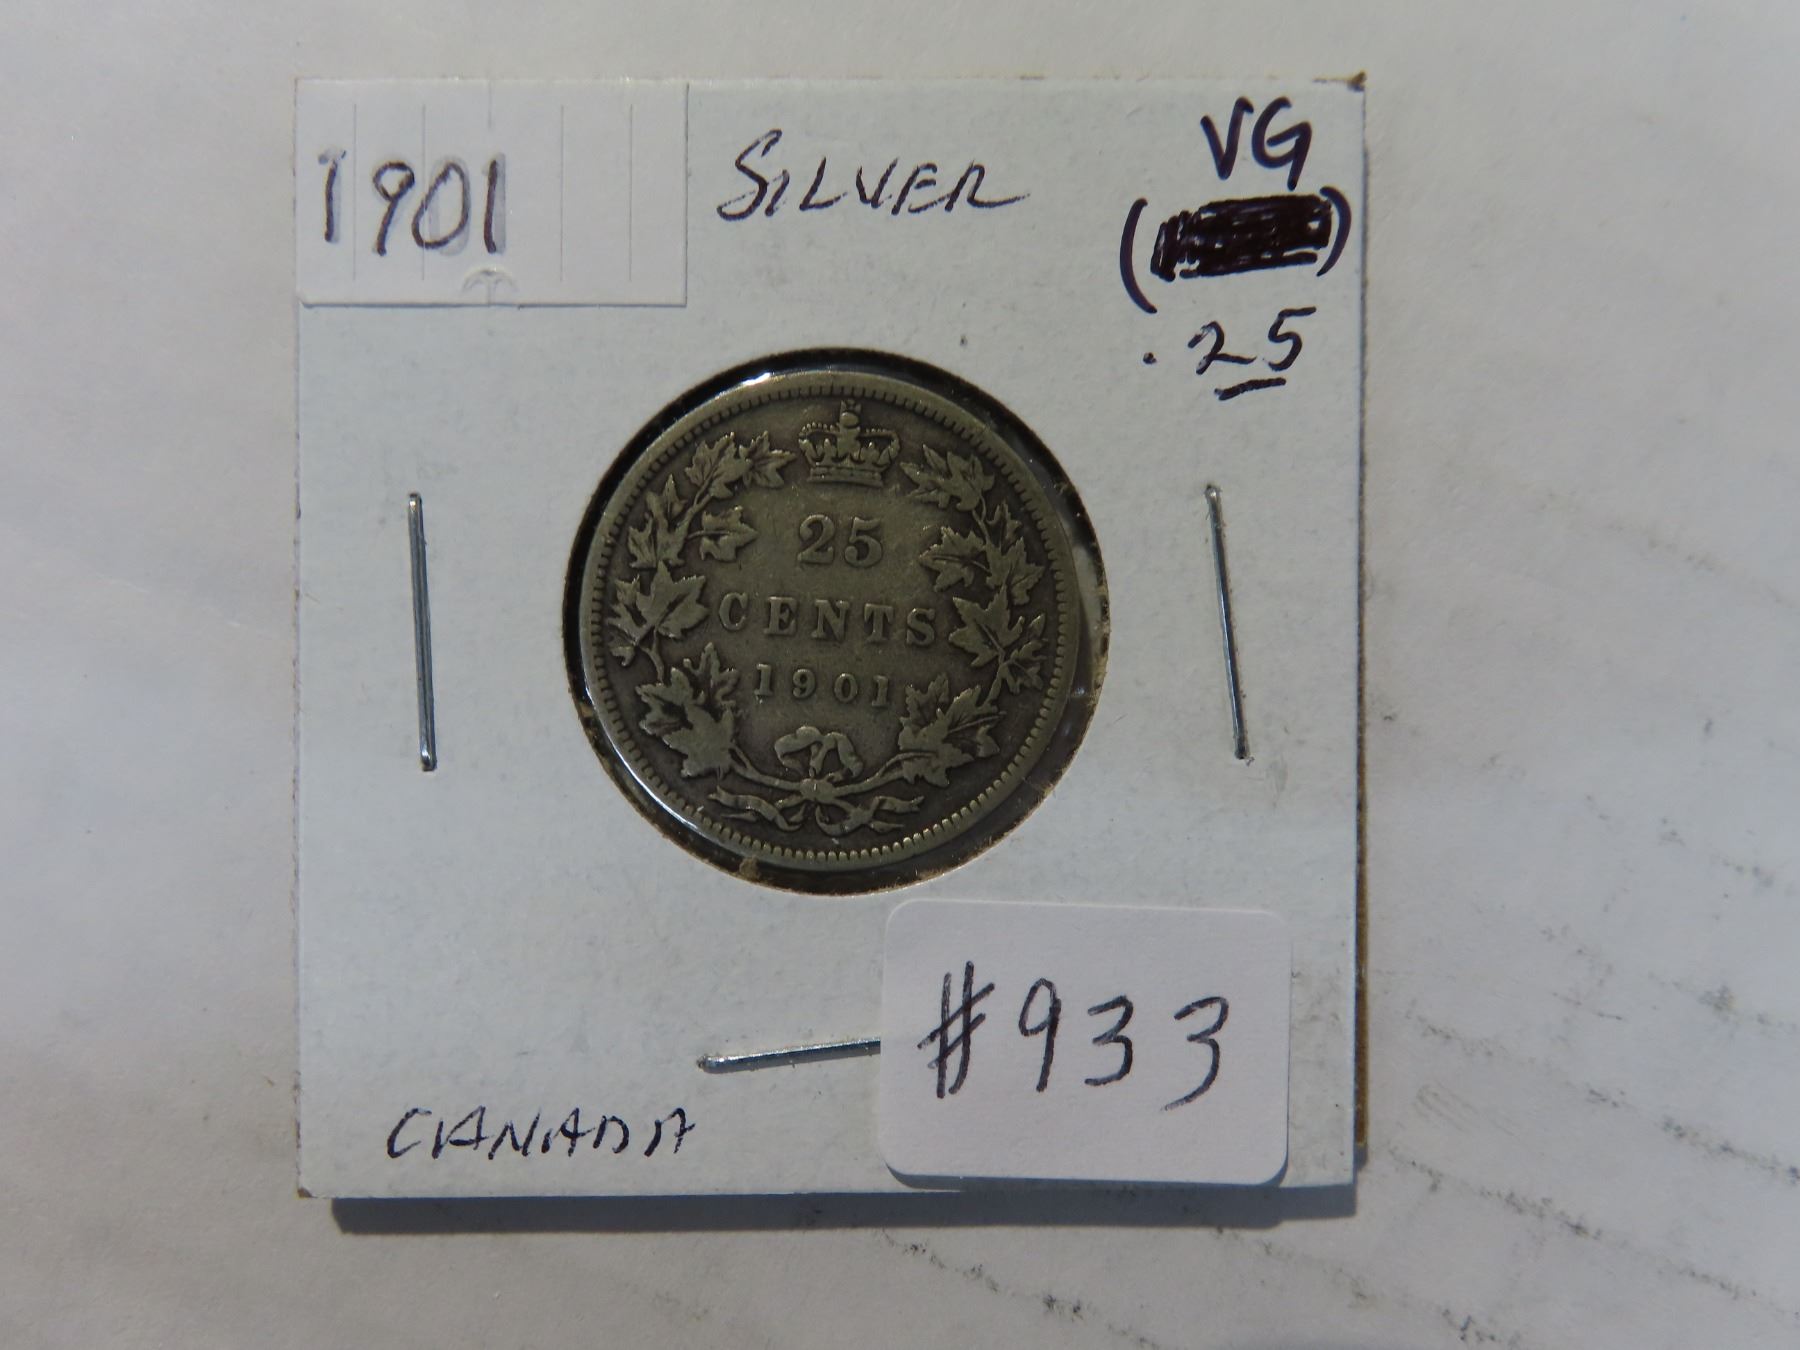 1901 SILVER VG
.25
25
CENTS
1901
#933
CANADA